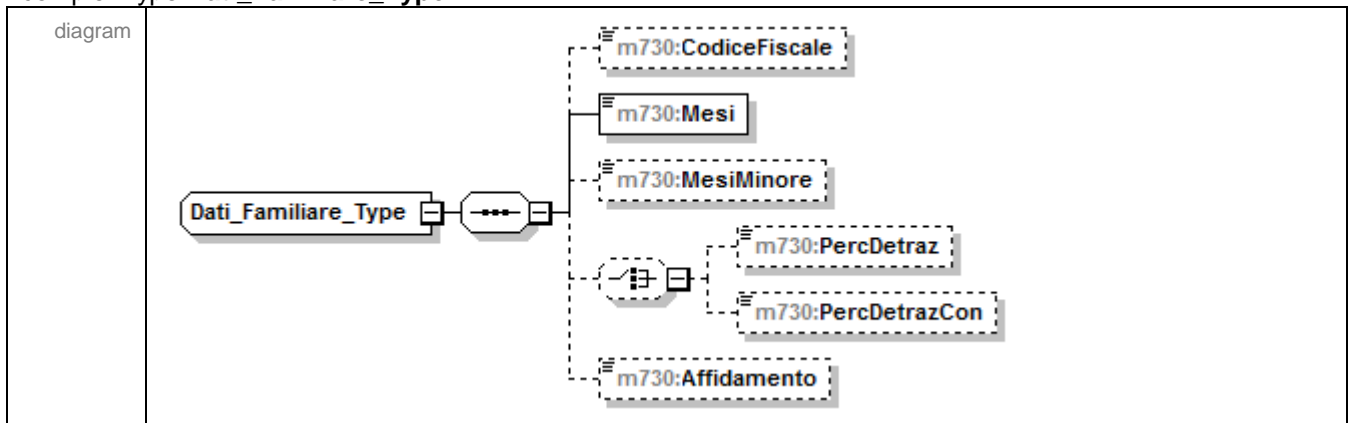 diagram
m730:CodiceFiscale
m730:Mesi
m730:MesiMinore
Dati_Familiare_Type
m730:PercDetraz
m730:PercDetrazCon
m730:Affidamento